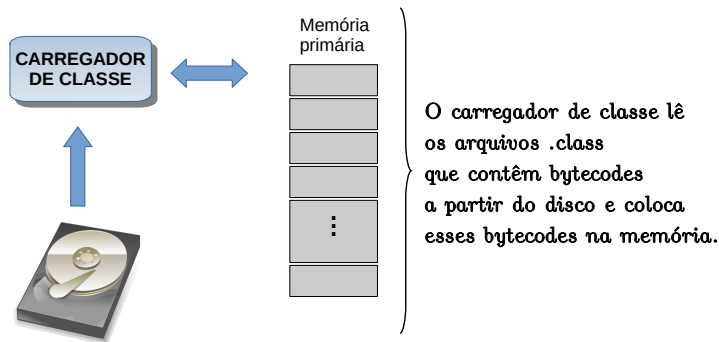 CARREGADOR
DE CLASSE
Memória
primária
O carregador de classe lê
os arquivos .class
que contêm bytecodes
a partir do disco e coloca
esses bytecodes na memória.